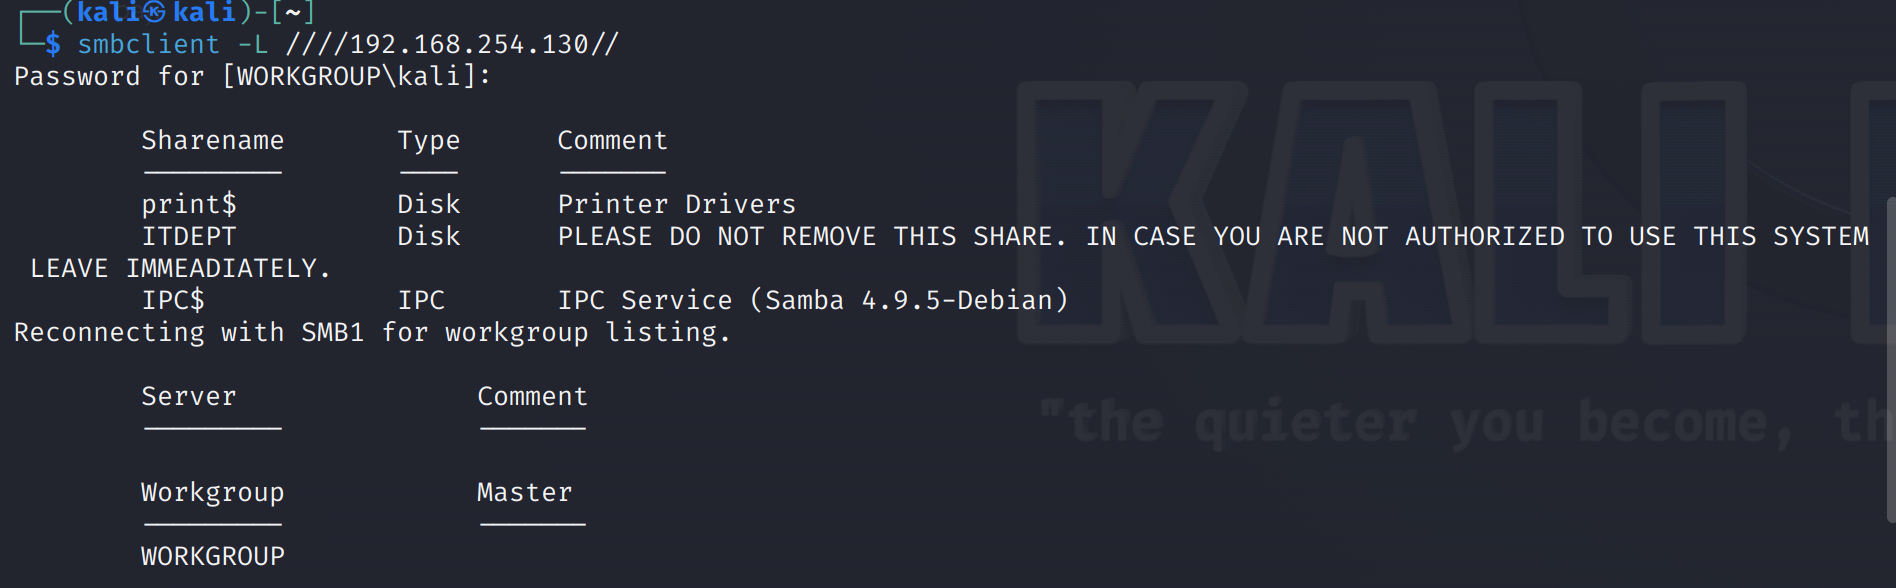 (kali㉿kali)-[~]
$ smbclient -L ////192.168.254.130//
Password for [WORKGROUP\kali]:
Sharename Type Comment
print$ Disk Printer Drivers
ITDEPT Disk PLEASE DO NOT REMOVE THIS SHARE. IN CASE YOU ARE NOT AUTHORIZED TO USE THIS SYSTEM
LEAVE IMMEADIATELY.
IPC$ IPC IPC Service (Samba 4.9.5-Debian)
Reconnecting with SMB1 for workgroup listing.
Server Comment
Workgroup Master
WORKGROUP
KALI
"the quieter you become, th